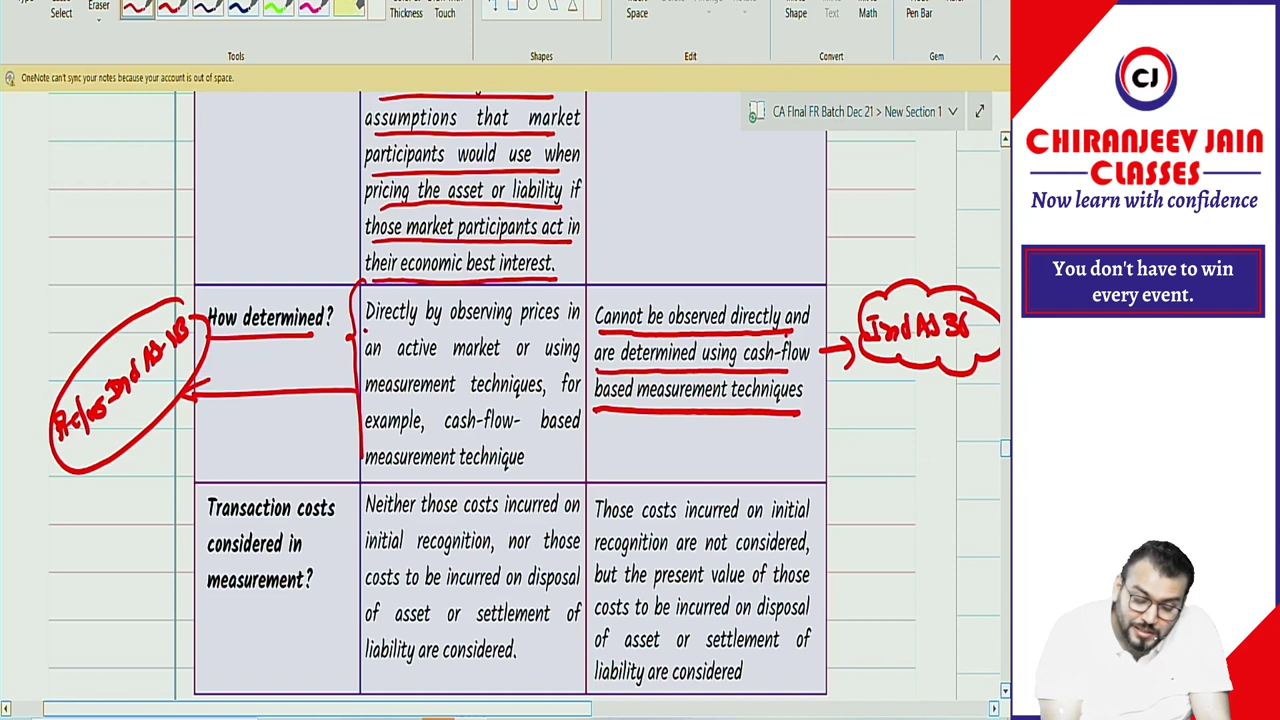 Eraser
Select
Thickness
Touch
Space
Shape
Text
Math
Pen Bar
Tools
Shapes
Edit
Convert
Gem
OneNote can't sync your notes because your account is out of space.
CA FInal FR Batch Dec 21 > New Section 1
assumptions that market
participants would use when
pricing the asset or liability if
those market participants act in
their economic best interest.
How determined?
Directly by observing prices in
an active market or using
measurement techniques, for
example, cash-flow- based
measurement technique
Cannot be observed directly and
are determined using cash-flow
based measurement techniques
Ind AS 36
Ind AS-113
Transaction costs
considered in
measurement?
Neither those costs incurred on
initial recognition, nor those
costs to be incurred on disposal
of asset or settlement of
liability are considered.
Those costs incurred on initial
recognition are not considered,
but the present value of those
costs to be incurred on disposal
of asset or settlement of
liability are considered
CJ
CHIRANJEEV JAIN
CLASSES
Now learn with confidence
You don't have to win
every event.